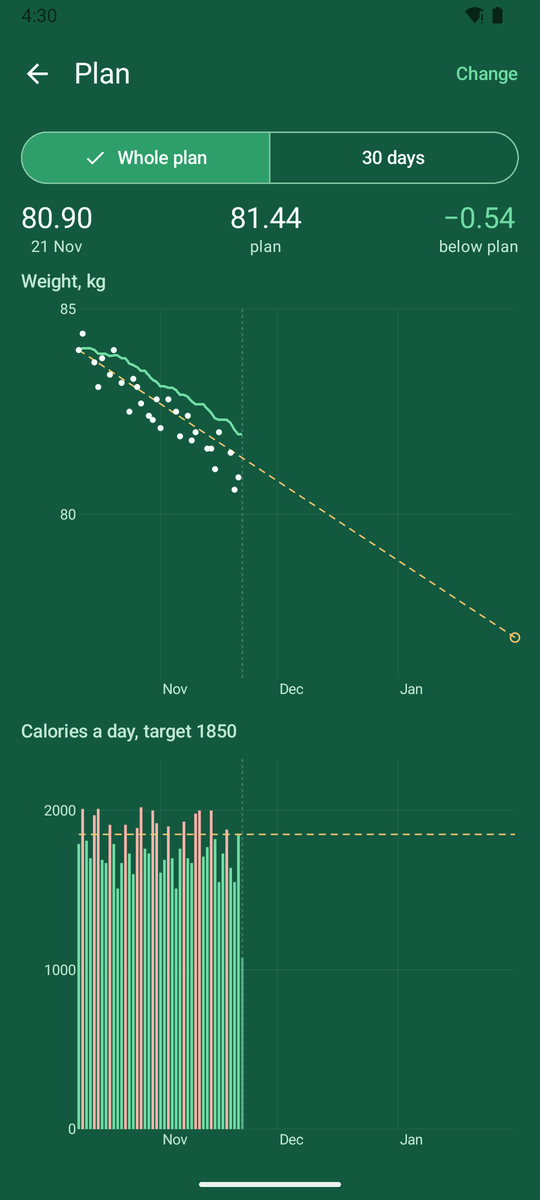 4:30
Plan
Change
Whole plan
30 days
80.90
81.44
−0.54
21 Nov
plan
below plan
Weight, kg
85
80
Nov
Dec
Jan
Calories a day, target 1850
2000
1000
0
Nov
Dec
Jan